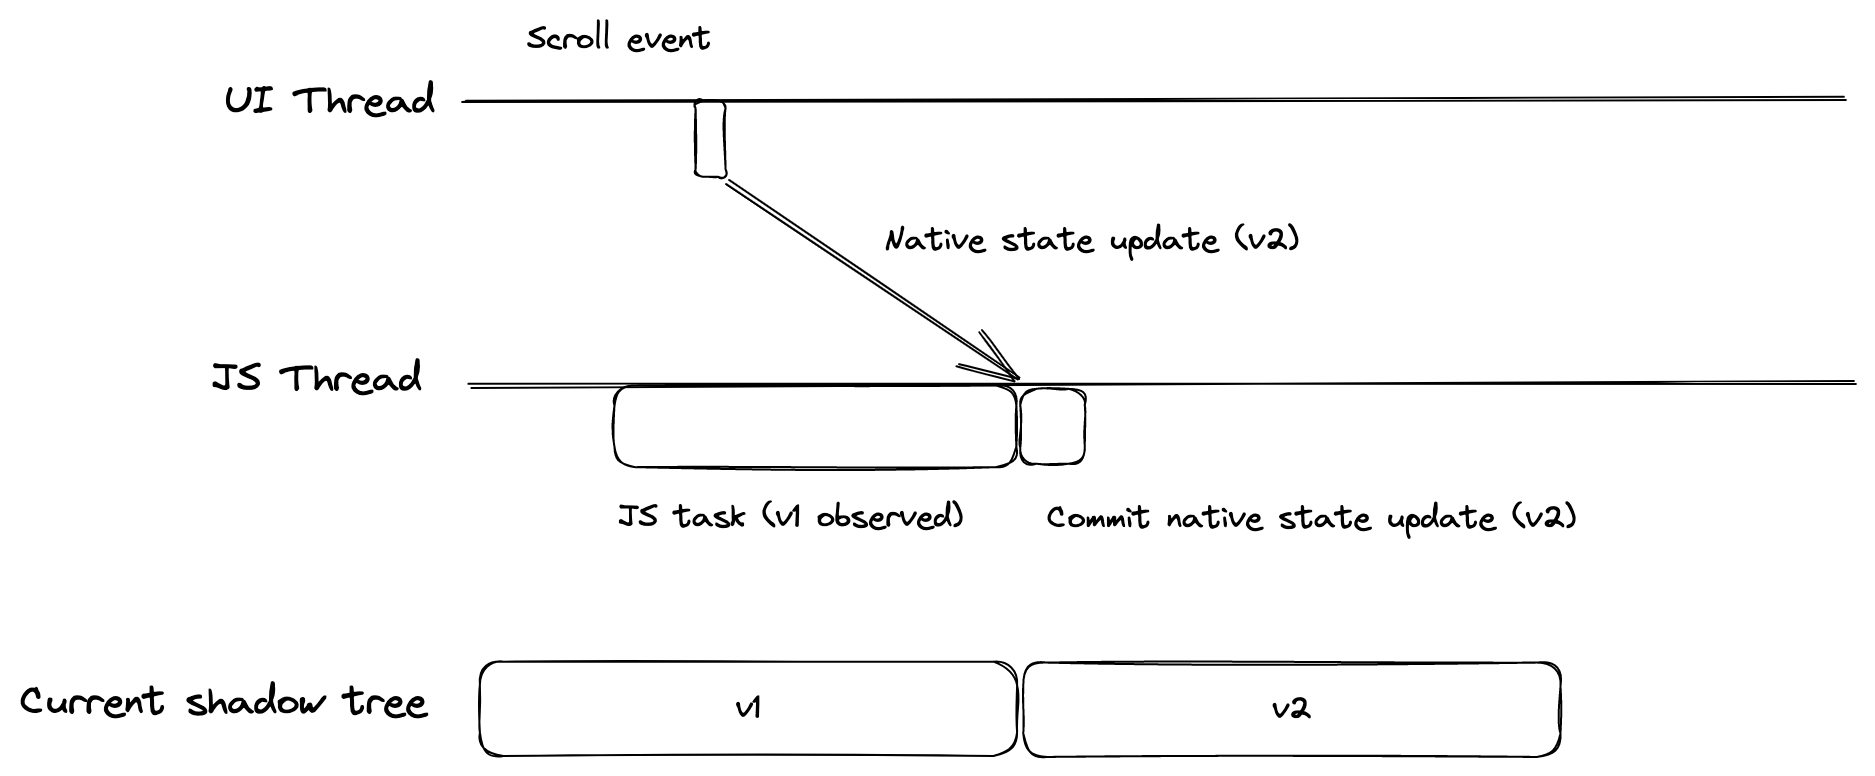 Scroll event
UI Thread
Native state update (v2)
JS Thread
JS task (v1 observed)
Commit native state update (v2)
Current shadow tree
v1
v2